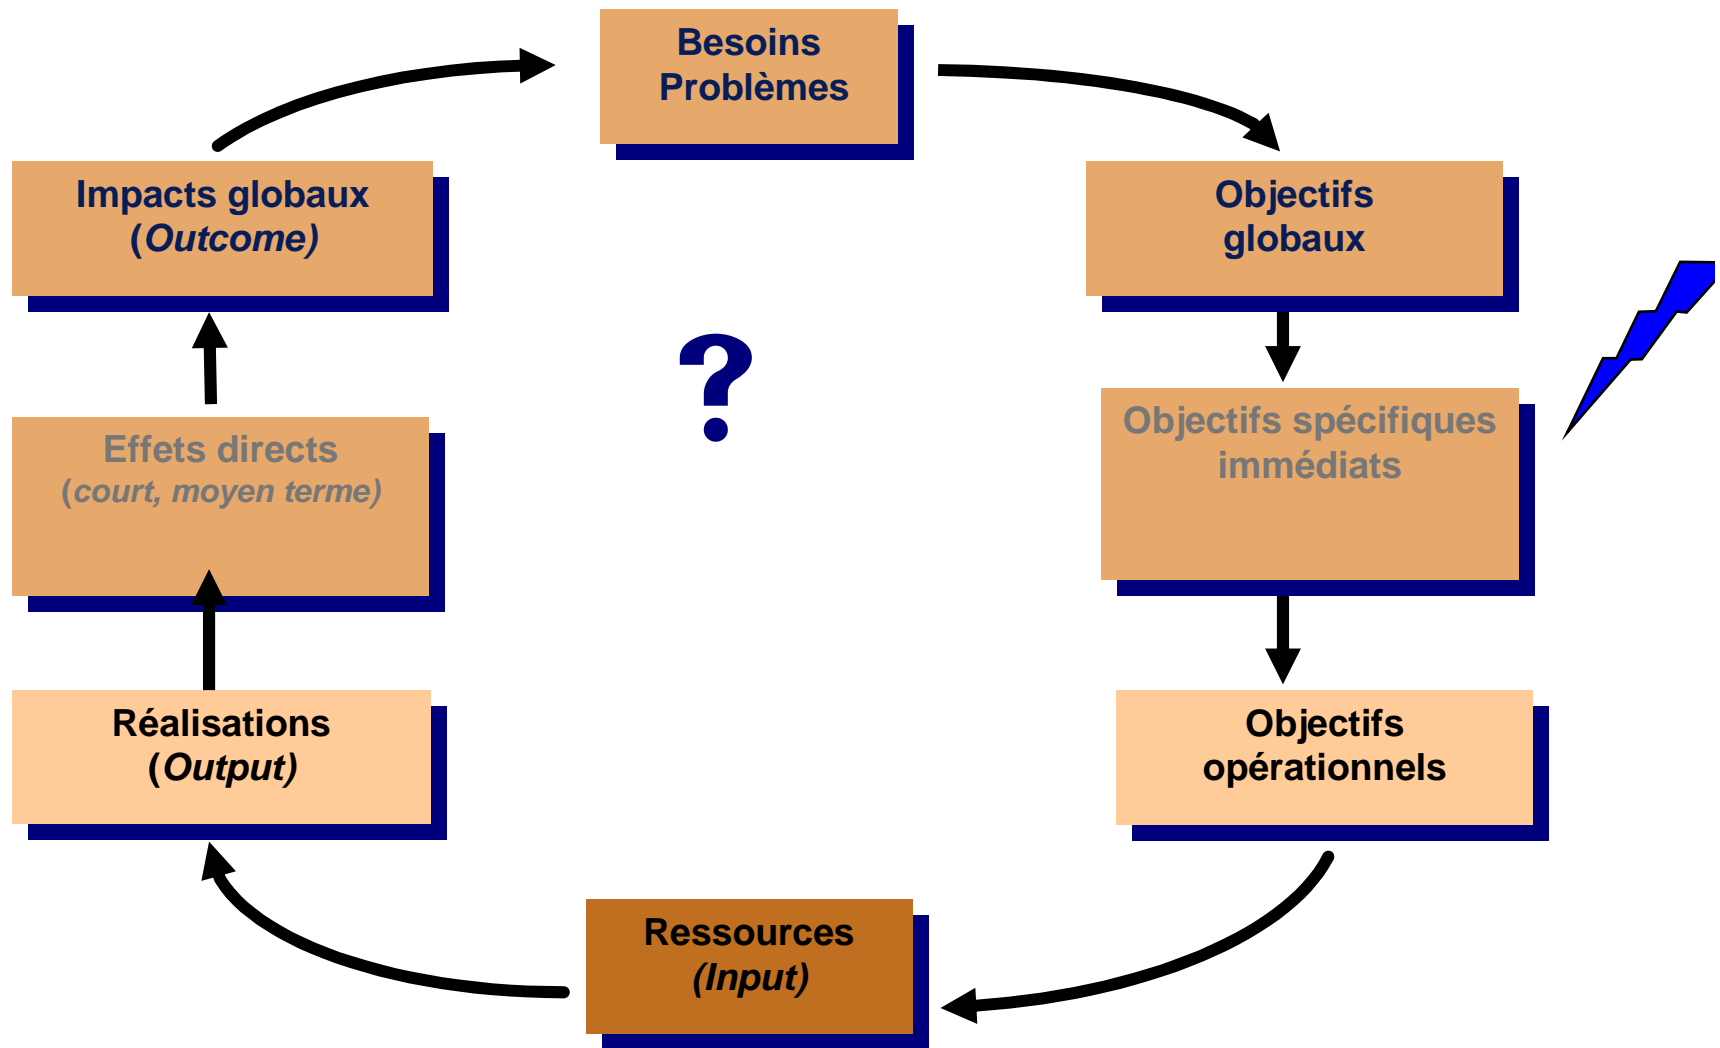 Besoins
Problèmes
Impacts globaux
(Outcome)
Objectifs
globaux
?
Effets directs
(court, moyen terme)
Objectifs spécifiques
immédiats
Réalisations
(Output)
Objectifs
opérationnels
Ressources
(Input)